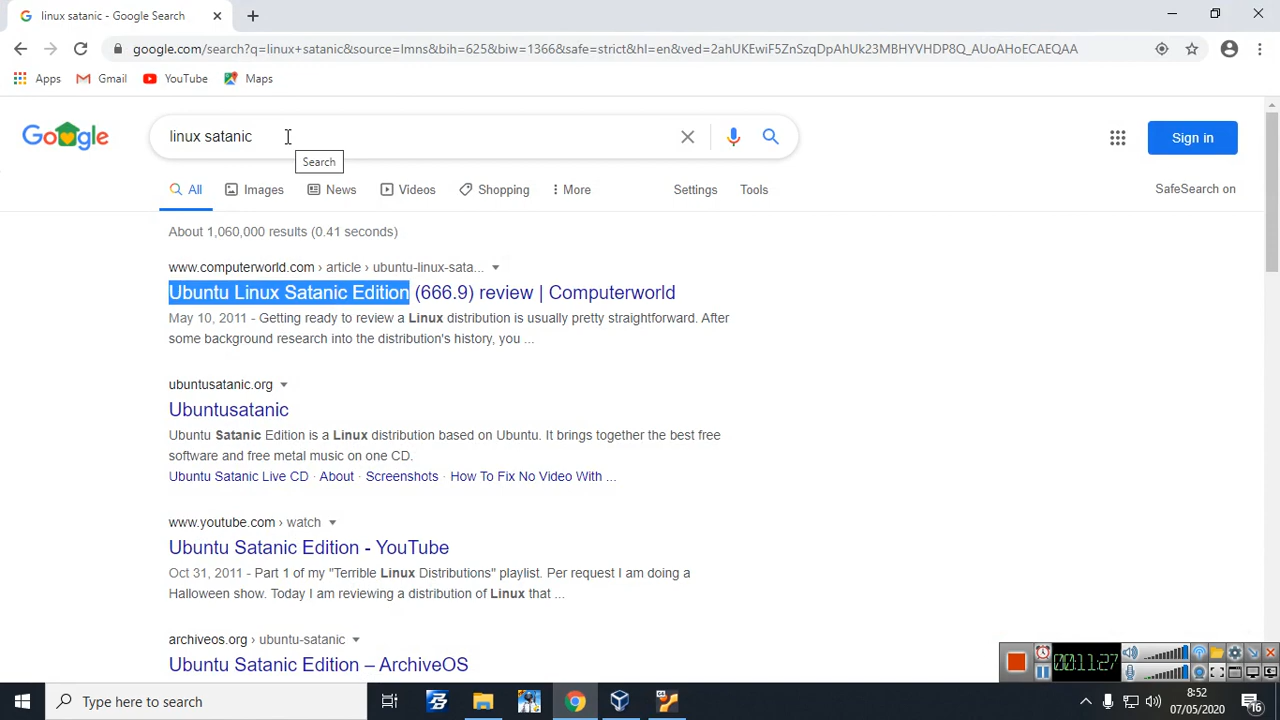 linux satanic - Google Search
google.com/search?q=linux+satanic&source=lmns&bih=625&biw=1366&safe=strict&hl=en&ved=2ahUKEwiF5ZnSzqDpAhUk23MBHYVHDP8Q_AUoAHoECAEQAA
Apps Gmail YouTube Maps
Google
linux satanic
Search
Sign in
All Images News Videos Shopping More Settings Tools
SafeSearch on
About 1,060,000 results (0.41 seconds)
www.computerworld.com › article › ubuntu-linux-sata...
Ubuntu Linux Satanic Edition (666.9) review | Computerworld
May 10, 2011 - Getting ready to review a Linux distribution is usually pretty straightforward. After
some background research into the distribution's history, you ...
ubuntusatanic.org
Ubuntusatanic
Ubuntu Satanic Edition is a Linux distribution based on Ubuntu. It brings together the best free
software and free metal music on one CD.
Ubuntu Satanic Live CD · About · Screenshots · How To Fix No Video With ...
www.youtube.com › watch
Ubuntu Satanic Edition - YouTube
Oct 31, 2011 - Part 1 of my "Terrible Linux Distributions" playlist. Per request I am doing a
Halloween show. Today I am reviewing a distribution of Linux that ...
archiveos.org › ubuntu-satanic
Ubuntu Satanic Edition – ArchiveOS
00:11:27
Type here to search
8:52
07/05/2020
16